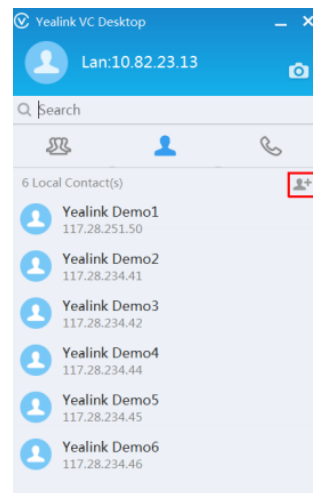 Yealink VC Desktop
Lan:10.82.23.13
Search
6 Local Contact(s)
Yealink Demo1
117.28.251.50
Yealink Demo2
117.28.234.41
Yealink Demo3
117.28.234.42
Yealink Demo4
117.28.234.44
Yealink Demo5
117.28.234.45
Yealink Demo6
117.28.234.46